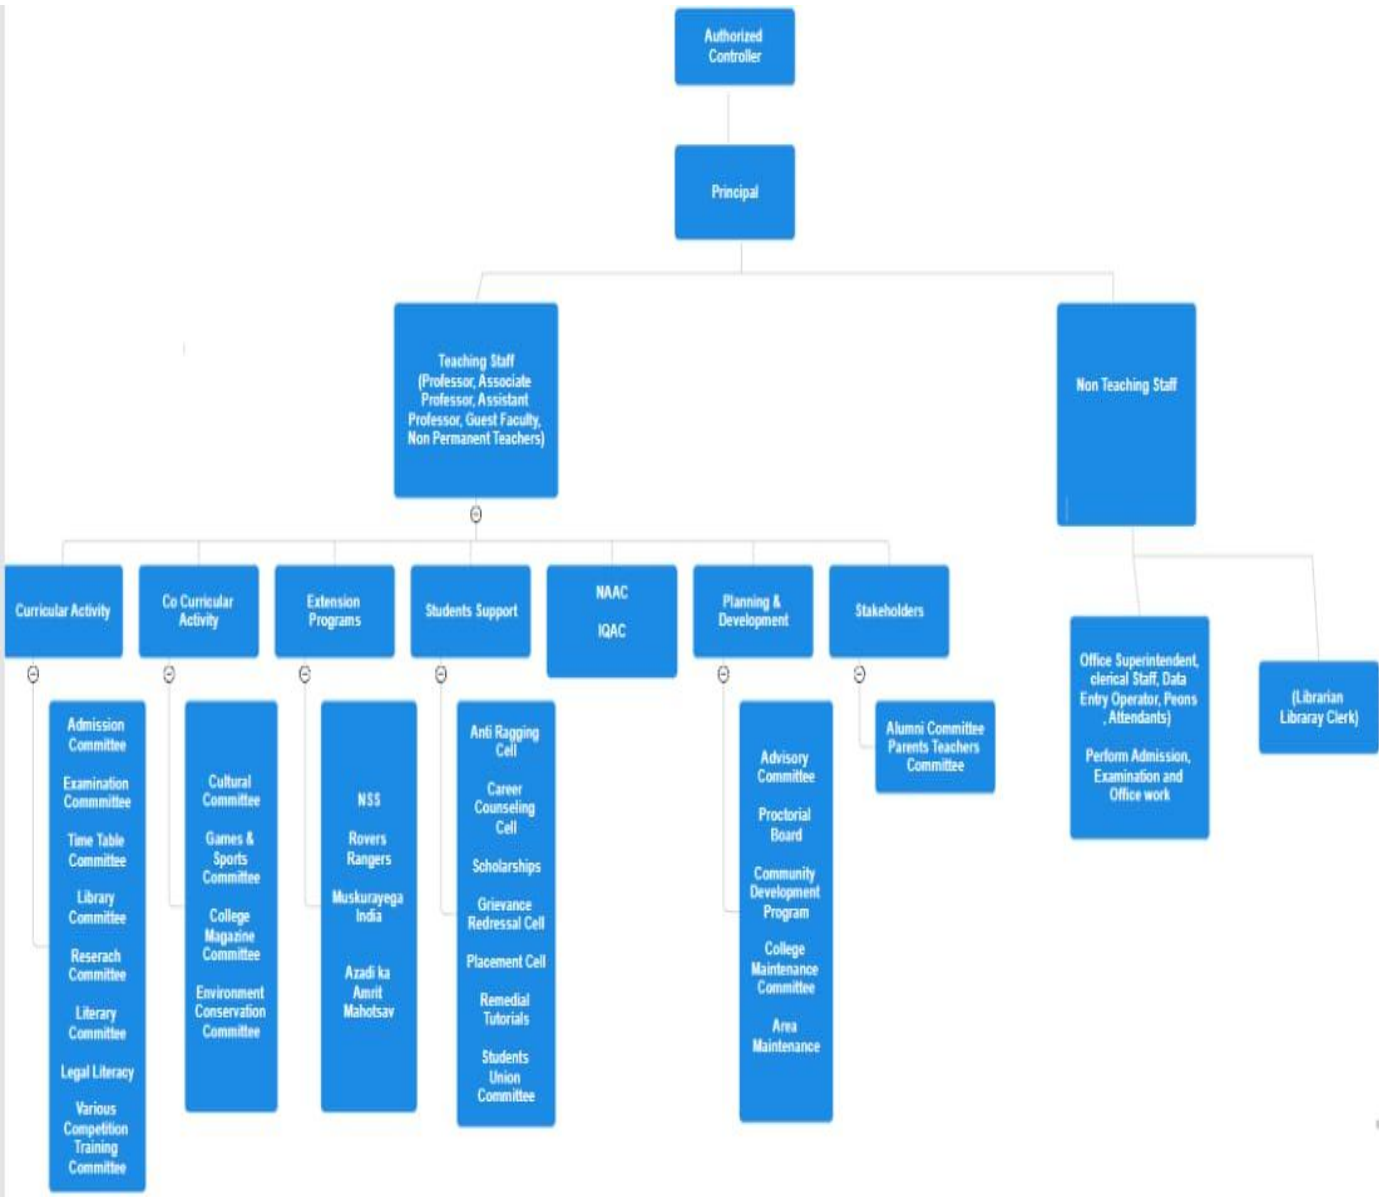 Authorized
Controller
Principal
Teaching Staff
(Professor, Associate
Professor, Assistant
Professor, Guest Faculty,
Non Permanent Teachers)
Non Teaching Staff
Curricular Activity
Co Curricular
Activity
Extension
Programs
Students Support
NAAC
IQAC
Planning &
Development
Stakeholders
Admission
Committee
Examination
Commmittee
Time Table
Committee
Library
Committee
Reserach
Committee
Literary
Committee
Legal Literacy
Various
Competition
Training
Committee
Cultural
Committee
Games &
Sports
Committee
College
Magazine
Committee
Environment
Conservation
Committee
NSS
Rovers
Rangers
Muskurayega
India
Azadi ka
Amrit
Mahotsav
Anti Ragging
Cell
Career
Counseling
Cell
Scholarships
Grievance
Redressal Cell
Placement Cell
Remedial
Tutorials
Students
Union
Committee
Advisory
Committee
Proctorial
Board
Community
Development
Program
College
Maintenance
Committee
Area
Maintenance
Alumni Committee
Parents Teachers
Committee
Office Superintendent,
clerical Staff, Data
Entry Operator, Peons
, Attendants)
Perform Admission,
Examination and
Office work
(Librarian
Libraray Clerk)